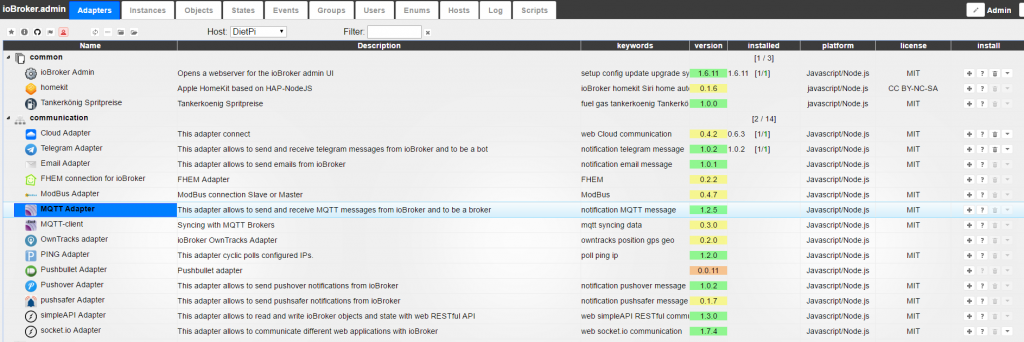 ioBroker.admin Adapters Instances Objects States Events Groups Users Enums Hosts Log Scripts Admin
Host: DietPi Filter:
Name Description keywords version installed platform license install
common [1 / 3]
ioBroker Admin Opens a webserver for the ioBroker admin UI setup config update upgrade sy 1.6.11 1.6.11 [1/1] Javascript/Node.js MIT
homekit Apple HomeKit based on HAP-NodeJS ioBroker homekit Siri home auto 0.1.6 javascript/Node.js CC BY-NC-SA
Tankerkönig Spritpreise Tankerkoenig Spritpreise fuel gas tankerkoenig Tankerkö 1.0.0 javascript/Node.js MIT
communication [2 / 14]
Cloud Adapter This adapter connect web Cloud communication 0.4.2 0.6.3 [1/1] Javascript/Node.js MIT
Telegram Adapter This adapter allows to send and receive telegram messages from ioBroker and to be a bot notification telegram message 1.0.2 1.0.2 [1/1] Javascript/Node.js MIT
Email Adapter This adapter allows to send emails from ioBroker notification email message 1.0.1 Javascript/Node.js MIT
FHEM connection for ioBroker FHEM Adapter FHEM 0.2.2 Javascript/Node.js
ModBus Adapter ModBus connection Slave or Master ModBus 0.4.7 Javascript/Node.js MIT
MQTT Adapter This adapter allows to send and receive MQTT messages from ioBroker and to be a broker notification MQTT message 1.2.5 Javascript/Node.js MIT
MQTT-client Syncing with MQTT Brokers mqtt syncing data 0.3.0 Javascript/Node.js MIT
OwnTracks adapter ioBroker OwnTracks Adapter owntracks position gps geo 0.2.0 Javascript/Node.js MIT
PING Adapter This adapter cyclic polls configured IPs. poll ping ip 1.2.0 Javascript/Node.js MIT
Pushbullet Adapter Pushbullet adapter 0.0.11 Javascript/Node.js
Pushover Adapter This adapter allows to send pushover notifications from ioBroker notification pushover message 1.0.2 Javascript/Node.js MIT
pushsafer Adapter This adapter allows to send pushsafer notifications from ioBroker notification pushsafer message 0.1.7 Javascript/Node.js MIT
simpleAPI Adapter This adapter allows to read and write ioBroker objects and state with web RESTful API web simpleAPI RESTful commu 1.3.0 Javascript/Node.js MIT
socket.io Adapter This adapter allows to communicate different web applications with ioBroker web socket.io communication 1.7.4 Javascript/Node.js MIT